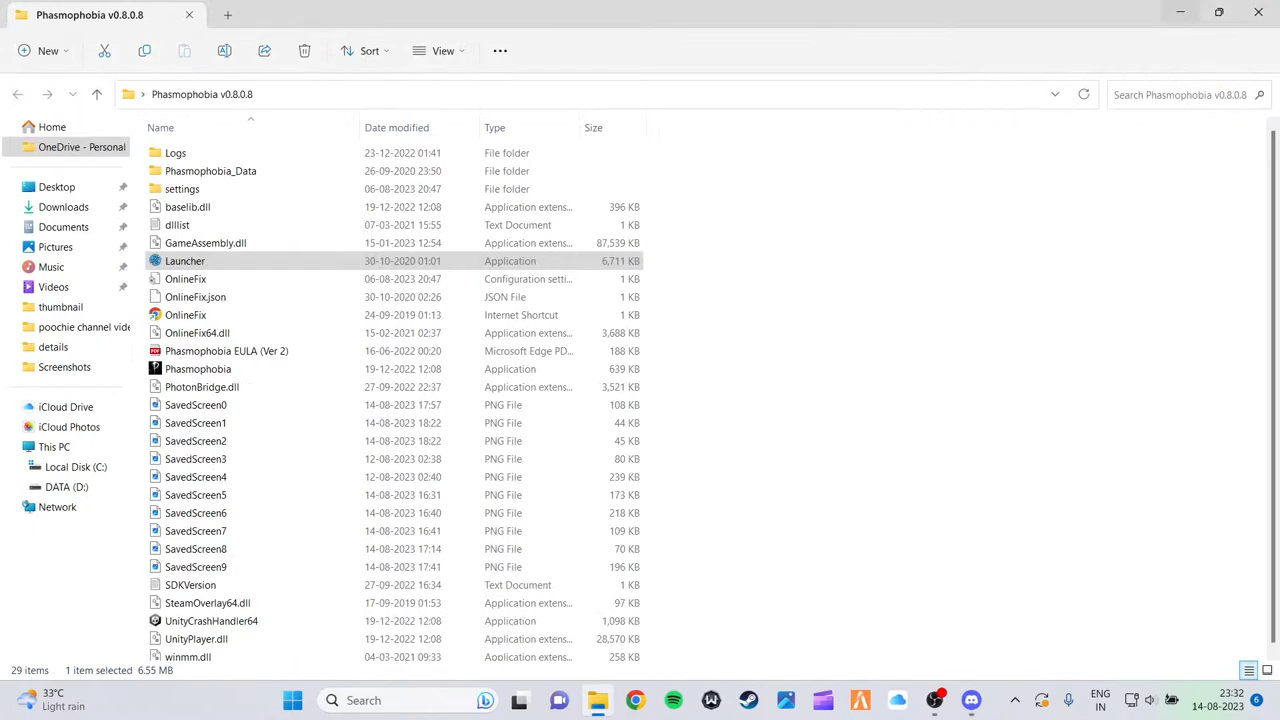 Phasmophobia v0.8.0.8
New
Sort
View
Phasmophobia v0.8.0.8
Search Phasmophobia v0.8.0.8
Name Date modified Type Size
Home
OneDrive - Personal
Desktop
Downloads
Documents
Pictures
Music
Videos
thumbnail
poochie channel vide
details
Screenshots
iCloud Drive
iCloud Photos
This PC
Local Disk (C:)
DATA (D:)
Network
Logs 23-12-2022 01:41 File folder
Phasmophobia_Data 26-09-2020 23:50 File folder
settings 06-08-2023 20:47 File folder
baselib.dll 19-12-2022 12:08 Application extens... 396 KB
dlllist 07-03-2021 15:55 Text Document 1 KB
GameAssembly.dll 15-01-2023 12:54 Application extens... 87,539 KB
Launcher 30-10-2020 01:01 Application 6,711 KB
OnlineFix 06-08-2023 20:47 Configuration setti... 1 KB
OnlineFix.json 30-10-2020 02:26 JSON File 1 KB
OnlineFix 24-09-2019 01:13 Internet Shortcut 1 KB
OnlineFix64.dll 15-02-2021 02:37 Application extens... 3,688 KB
Phasmophobia EULA (Ver 2) 16-06-2022 00:20 Microsoft Edge PD... 188 KB
Phasmophobia 19-12-2022 12:08 Application 639 KB
PhotonBridge.dll 27-09-2022 22:37 Application extens... 3,521 KB
SavedScreen0 14-08-2023 17:57 PNG File 108 KB
SavedScreen1 14-08-2023 18:22 PNG File 44 KB
SavedScreen2 14-08-2023 18:22 PNG File 45 KB
SavedScreen3 12-08-2023 02:38 PNG File 80 KB
SavedScreen4 12-08-2023 02:40 PNG File 239 KB
SavedScreen5 14-08-2023 16:31 PNG File 173 KB
SavedScreen6 14-08-2023 16:40 PNG File 218 KB
SavedScreen7 14-08-2023 16:41 PNG File 109 KB
SavedScreen8 14-08-2023 17:14 PNG File 70 KB
SavedScreen9 14-08-2023 17:41 PNG File 196 KB
SDKVersion 27-09-2022 16:34 Text Document 1 KB
SteamOverlay64.dll 17-09-2019 01:53 Application extens... 97 KB
UnityCrashHandler64 19-12-2022 12:08 Application 1,098 KB
UnityPlayer.dll 19-12-2022 12:08 Application extens... 28,570 KB
winmm.dll 04-03-2021 09:33 Application extens... 258 KB
29 items 1 item selected 6.55 MB
33°C
Light rain
Search
ENG
IN
23:32
14-08-2023
6